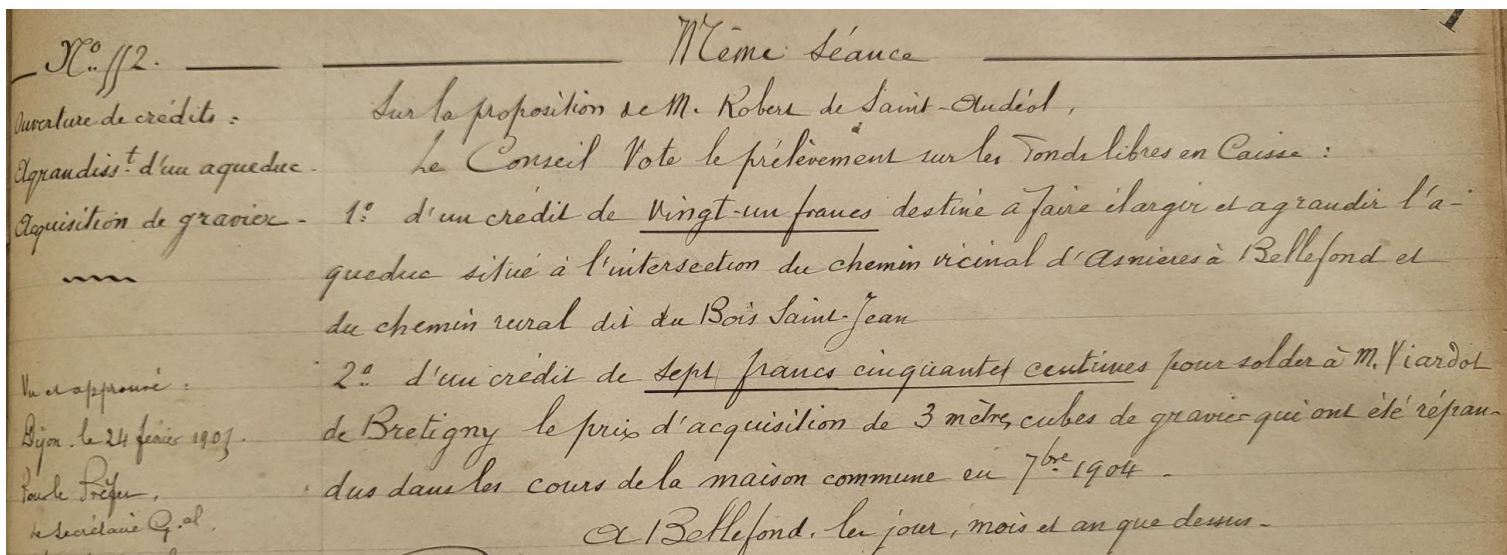 N° 112.
Même Séance
Ouverture de crédits :
Agrandiss.t d'un aqueduc.
Acquisition de gravier.
Sur la proposition de M. Robert de Saint-Andéol,
Le Conseil Vote le prélèvement sur les Fonds libres en Caisse :
1° d'un crédit de Vingt-un francs destiné à faire élargir et agrandir l'a-
queduc situé à l'intersection du chemin vicinal d'Asnières à Bellefond et
du chemin rural dit du Bois Saint-Jean
2° d'un crédit de sept francs cinquante centimes pour solder à M. Viardot
de Bretigny le prix d'acquisition de 3 mètres cubes de gravier qui ont été répan-
dus dans les cours de la maison commune en 7bre 1904.
A Bellefond, les jour, mois et an que dessus.
Vu et approuvé :
Dijon. le 24 février 1905.
Pour le Préfet,
Le Secrétaire G.al